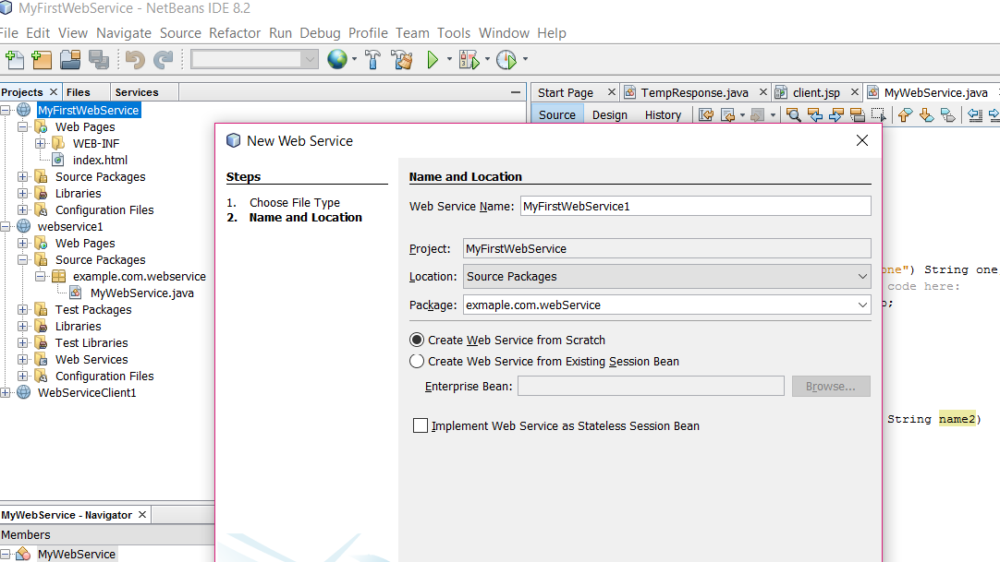 MyFirstWebService - NetBeans IDE 8.2
File Edit View Navigate Source Refactor Run Debug Profile Team Tools Window Help
Projects Files Services
MyFirstWebService
Web Pages
WEB-INF
index.html
Source Packages
Libraries
Configuration Files
webservice1
Web Pages
Source Packages
example.com.webservice
MyWebService.java
Test Packages
Libraries
Test Libraries
Web Services
Configuration Files
WebServiceClient1
MyWebService - Navigator
Members
MyWebService
Start Page TempResponse.java client.jsp MyWebService.java
Source Design History
one") String one
code here:
;
String name2)
New Web Service
Steps
1. Choose File Type
2. Name and Location
Name and Location
Web Service Name: MyFirstWebService1
Project: MyFirstWebService
Location: Source Packages
Package: exmaple.com.webService
Create Web Service from Scratch
Create Web Service from Existing Session Bean
Enterprise Bean: Browse...
Implement Web Service as Stateless Session Bean